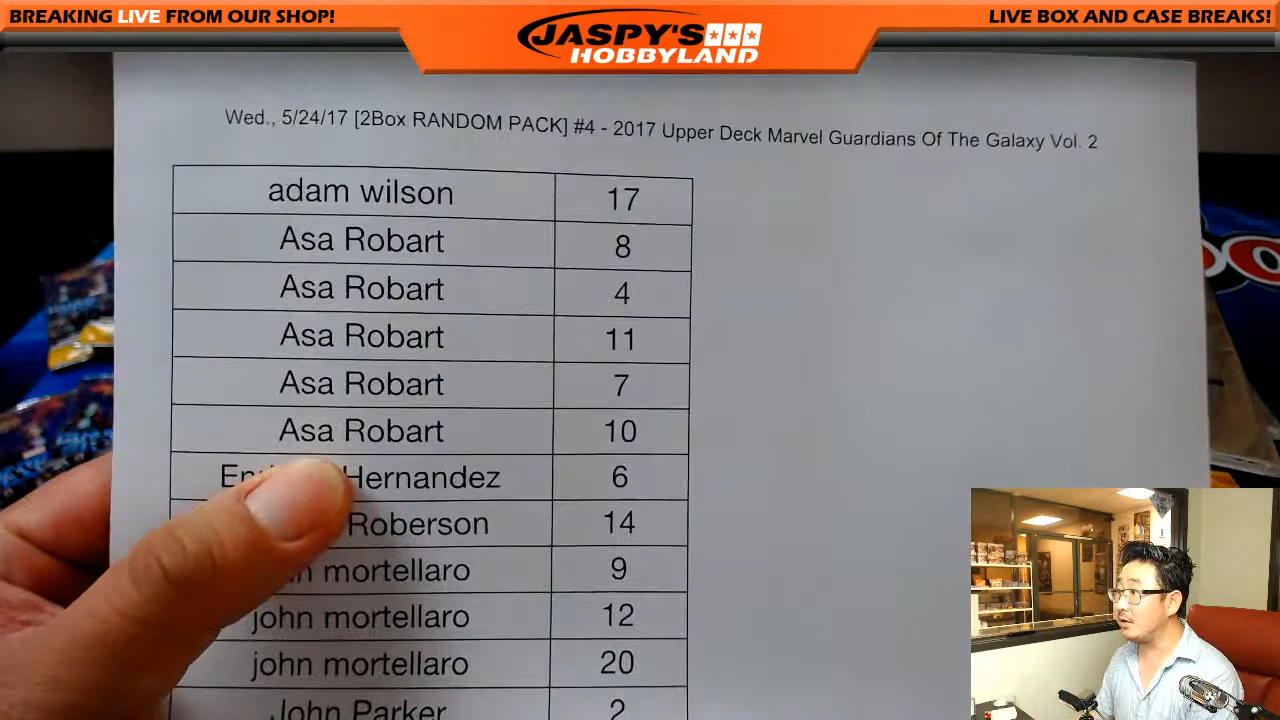 BREAKING LIVE FROM OUR SHOP!
JASPY'S
HOBBYLAND
LIVE BOX AND CASE BREAKS!
Wed., 5/24/17 [2Box RANDOM PACK] #4 - 2017 Upper Deck Marvel Guardians Of The Galaxy Vol. 2
adam wilson 17
Asa Robart 8
Asa Robart 4
Asa Robart 11
Asa Robart 7
Asa Robart 10
Hernandez 6
Roberson 14
mortellaro 9
john mortellaro 12
john mortellaro 20
John Parker 2